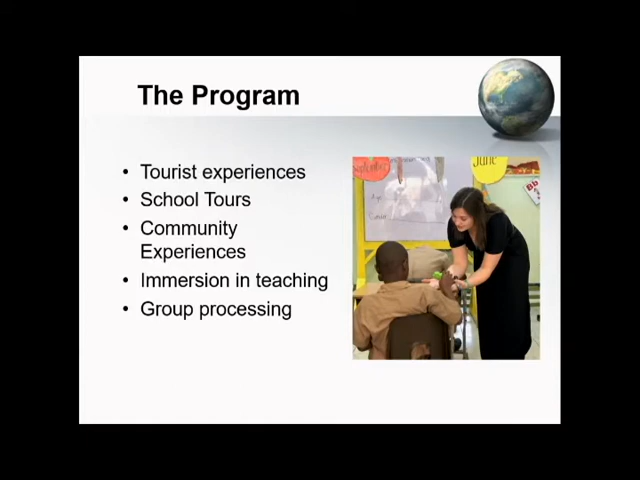 The Program
• Tourist experiences
• School Tours
• Community
Experiences
• Immersion in teaching
• Group processing
June